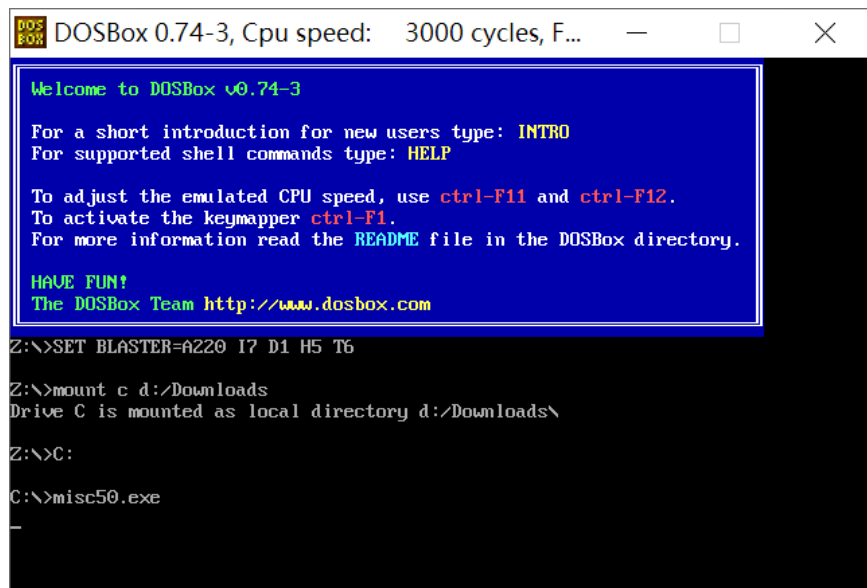 DOS
BOX
DOSBox 0.74-3, Cpu speed:    3000 cycles, F...
Welcome to DOSBox v0.74-3
For a short introduction for new users type: INTRO
For supported shell commands type: HELP
To adjust the emulated CPU speed, use ctrl-F11 and ctrl-F12.
To activate the keymapper ctrl-F1.
For more information read the README file in the DOSBox directory.
HAVE FUN!
The DOSBox Team http://www.dosbox.com
Z:\>SET BLASTER=A220 I7 D1 H5 T6
Z:\>mount c d:/Downloads
Drive C is mounted as local directory d:/Downloads\
Z:\>C:
C:\>misc50.exe
_